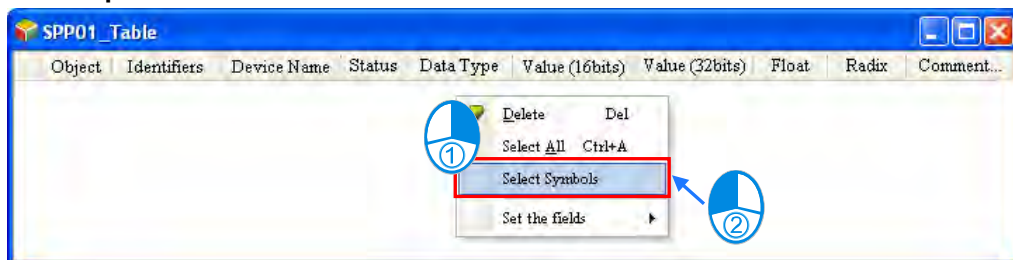 SPP01_Table
Object Identifiers Device Name Status Data Type Value (16bits) Value (32bits) Float Radix Comment...
Delete Del
Select All Ctrl+A
①
Select Symbols
Set the fields
②